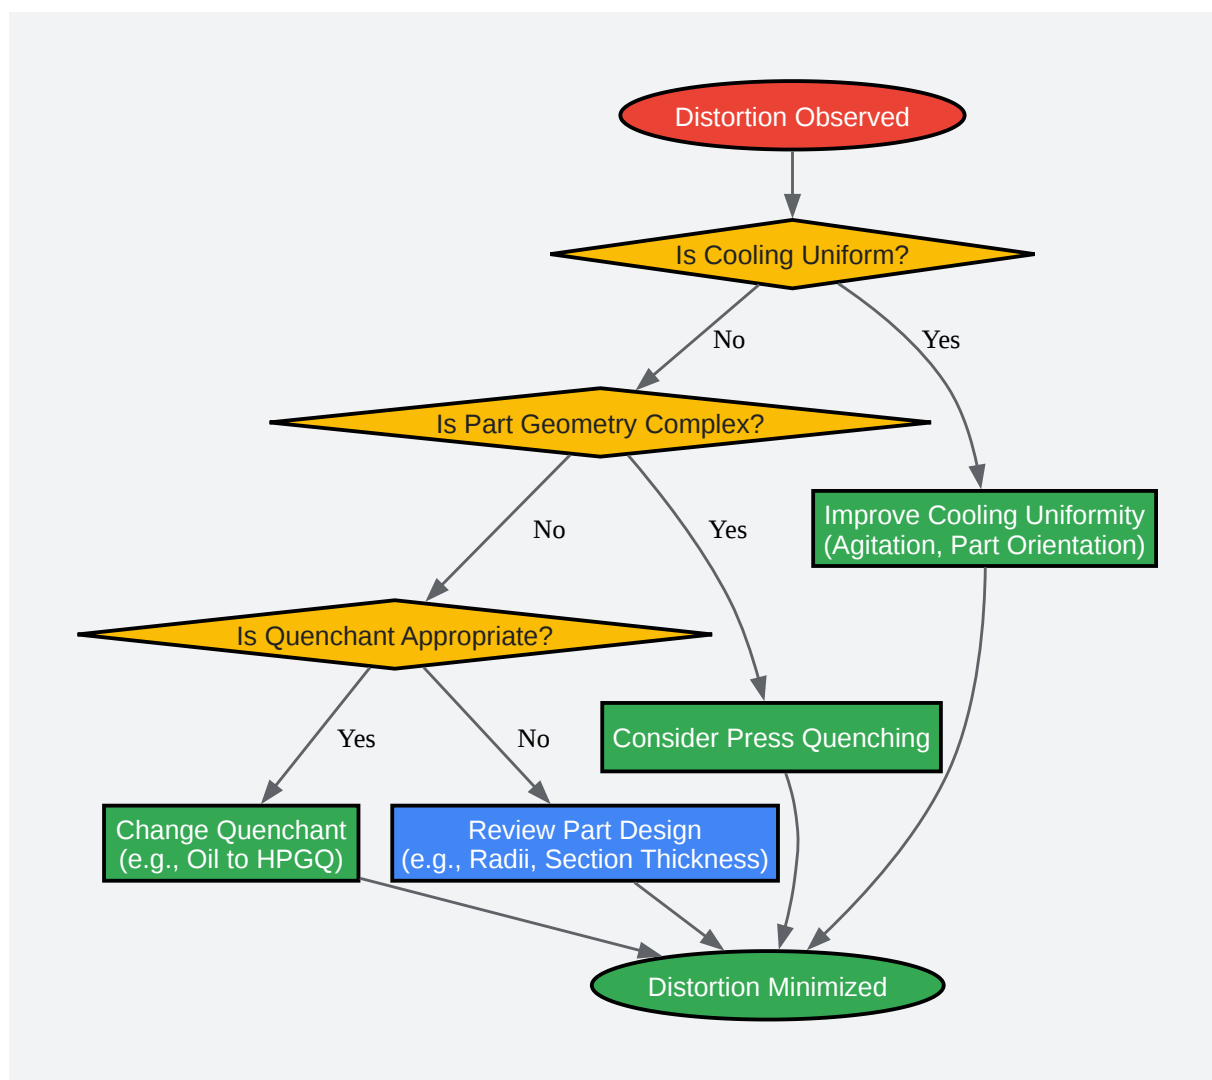 Distortion Observed
Is Cooling Uniform?
No
Yes
Is Part Geometry Complex?
Improve Cooling Uniformity
(Agitation, Part Orientation)
No
Yes
Is Quenchant Appropriate?
Yes
No
Consider Press Quenching
Change Quenchant
(e.g., Oil to HPGQ)
Review Part Design
(e.g., Radii, Section Thickness)
Distortion Minimized